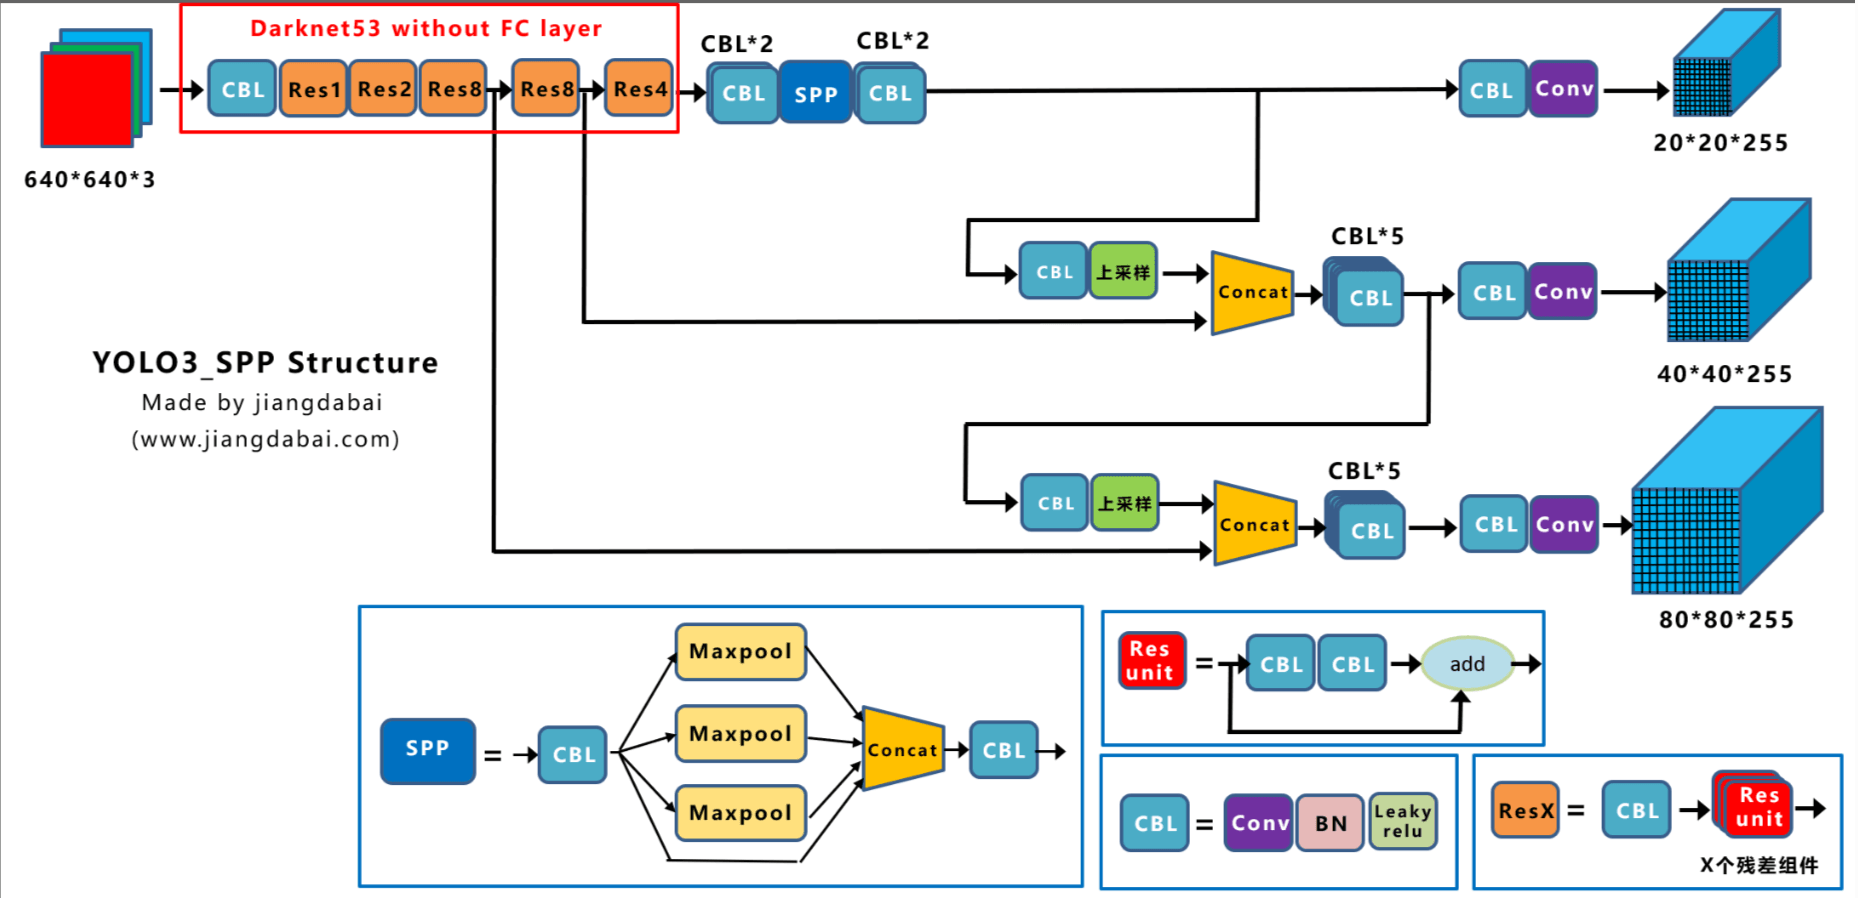 Darknet53 without FC layer
CBL*2
CBL*2
CBL
Res1
Res2
Res8
Res8
Res4
CBL
SPP
CBL
CBL
Conv
640*640*3
20*20*255
CBL*5
CBL
上采样
Concat
CBL
CBL
Conv
40*40*255
YOLO3_SPP Structure
Made by jiangdabai
(www.jiangdabai.com)
CBL*5
CBL
上采样
Concat
CBL
CBL
Conv
80*80*255
SPP
=
CBL
Maxpool
Maxpool
Maxpool
Concat
CBL
Res
unit
=
CBL
CBL
add
CBL
=
Conv
BN
Leaky
relu
ResX
=
CBL
Res
unit
X个残差组件